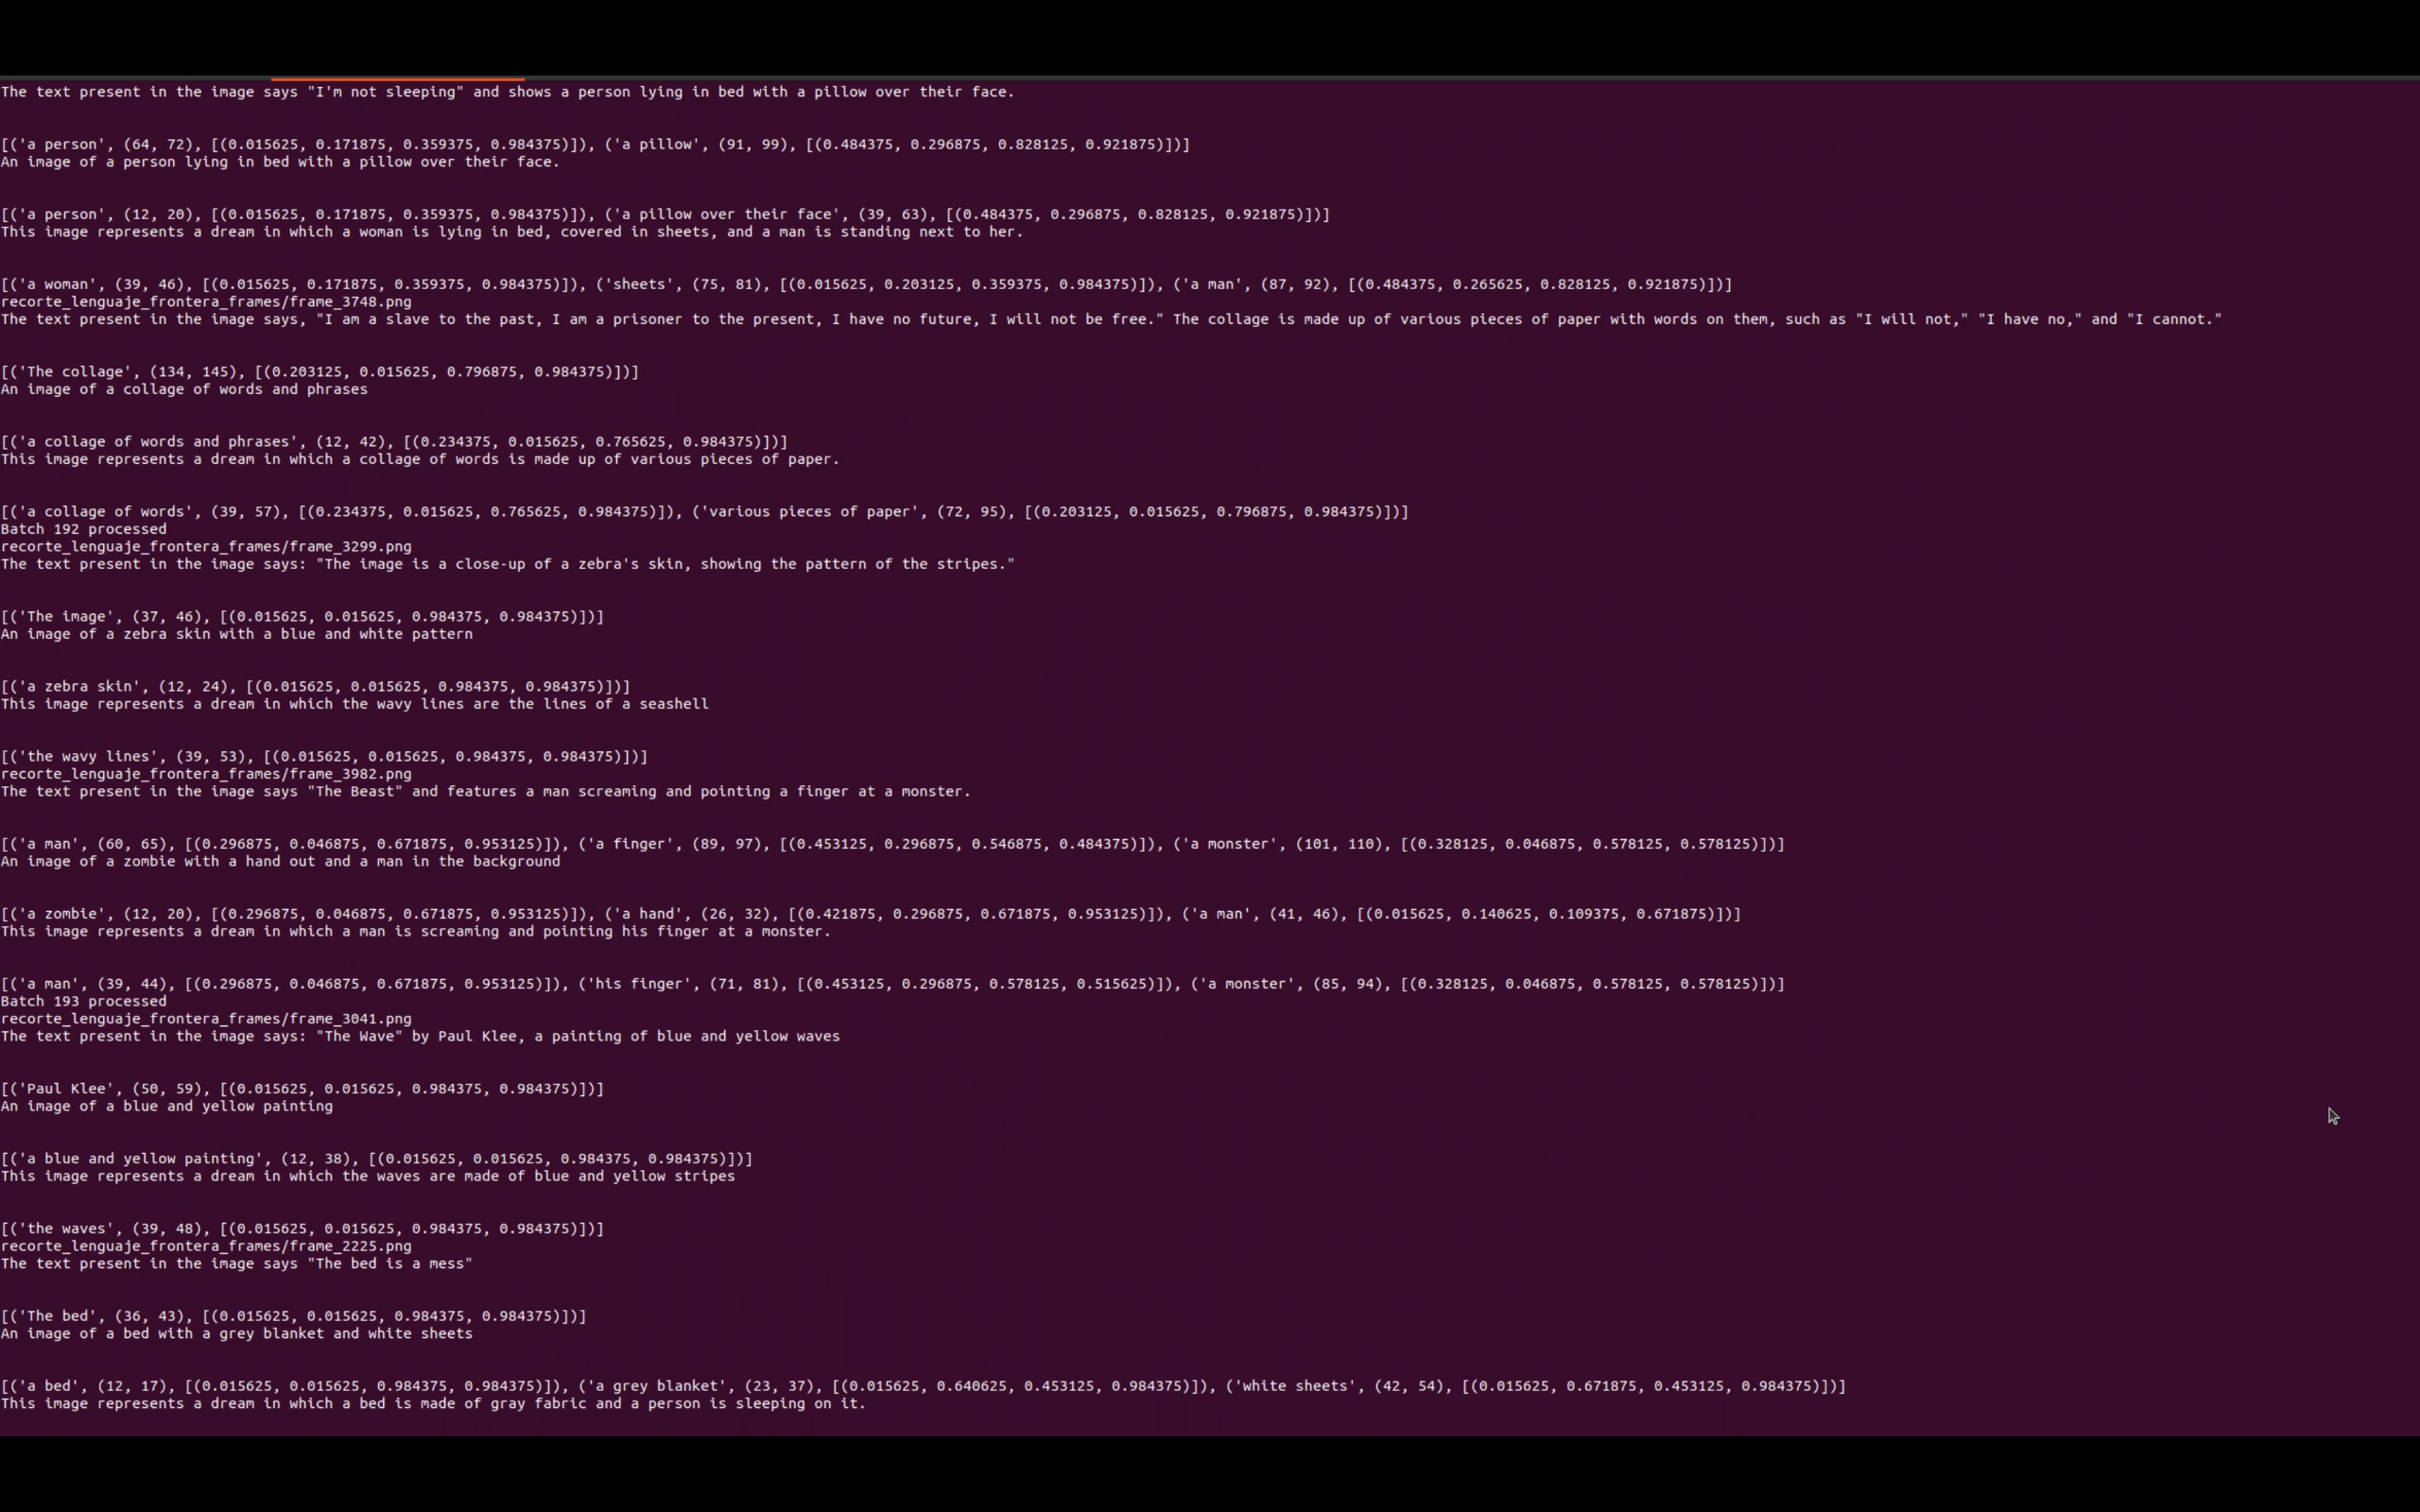 The text present in the image says "I'm not sleeping" and shows a person lying in bed with a pillow over their face.
[('a person', (64, 72), [(0.015625, 0.171875, 0.359375, 0.984375)]), ('a pillow', (91, 99), [(0.484375, 0.296875, 0.828125, 0.921875)])]
An image of a person lying in bed with a pillow over their face.
[('a person', (12, 20), [(0.015625, 0.171875, 0.359375, 0.984375)]), ('a pillow over their face', (39, 63), [(0.484375, 0.296875, 0.828125, 0.921875)])]
This image represents a dream in which a woman is lying in bed, covered in sheets, and a man is standing next to her.
[('a woman', (39, 46), [(0.015625, 0.171875, 0.359375, 0.984375)]), ('sheets', (75, 81), [(0.015625, 0.203125, 0.359375, 0.984375)]), ('a man', (87, 92), [(0.484375, 0.265625, 0.828125, 0.921875)])]
recorte_lenguaje_frontera_frames/frame_3748.png
The text present in the image says, "I am a slave to the past, I am a prisoner to the present, I have no future, I will not be free." The collage is made up of various pieces of paper with words on them, such as "I will not," "I have no," and "I cannot."
[('The collage', (134, 145), [(0.203125, 0.015625, 0.796875, 0.984375)])]
An image of a collage of words and phrases
[('a collage of words and phrases', (12, 42), [(0.234375, 0.015625, 0.765625, 0.984375)])]
This image represents a dream in which a collage of words is made up of various pieces of paper.
[('a collage of words', (39, 57), [(0.234375, 0.015625, 0.765625, 0.984375)]), ('various pieces of paper', (72, 95), [(0.203125, 0.015625, 0.796875, 0.984375)])]
Batch 192 processed
recorte_lenguaje_frontera_frames/frame_3299.png
The text present in the image says: "The image is a close-up of a zebra's skin, showing the pattern of the stripes."
[('The image', (37, 46), [(0.015625, 0.015625, 0.984375, 0.984375)])]
An image of a zebra skin with a blue and white pattern
[('a zebra skin', (12, 24), [(0.015625, 0.015625, 0.984375, 0.984375)])]
This image represents a dream in which the wavy lines are the lines of a seashell
[('the wavy lines', (39, 53), [(0.015625, 0.015625, 0.984375, 0.984375)])]
recorte_lenguaje_frontera_frames/frame_3982.png
The text present in the image says "The Beast" and features a man screaming and pointing a finger at a monster.
[('a man', (60, 65), [(0.296875, 0.046875, 0.671875, 0.953125)]), ('a finger', (89, 97), [(0.453125, 0.296875, 0.546875, 0.484375)]), ('a monster', (101, 110), [(0.328125, 0.046875, 0.578125, 0.578125)])]
An image of a zombie with a hand out and a man in the background
[('a zombie', (12, 20), [(0.296875, 0.046875, 0.671875, 0.953125)]), ('a hand', (26, 32), [(0.421875, 0.296875, 0.671875, 0.953125)]), ('a man', (41, 46), [(0.015625, 0.140625, 0.109375, 0.671875)])]
This image represents a dream in which a man is screaming and pointing his finger at a monster.
[('a man', (39, 44), [(0.296875, 0.046875, 0.671875, 0.953125)]), ('his finger', (71, 81), [(0.453125, 0.296875, 0.578125, 0.515625)]), ('a monster', (85, 94), [(0.328125, 0.046875, 0.578125, 0.578125)])]
Batch 193 processed
recorte_lenguaje_frontera_frames/frame_3041.png
The text present in the image says: "The Wave" by Paul Klee, a painting of blue and yellow waves
[('Paul Klee', (50, 59), [(0.015625, 0.015625, 0.984375, 0.984375)])]
An image of a blue and yellow painting
[('a blue and yellow painting', (12, 38), [(0.015625, 0.015625, 0.984375, 0.984375)])]
This image represents a dream in which the waves are made of blue and yellow stripes
[('the waves', (39, 48), [(0.015625, 0.015625, 0.984375, 0.984375)])]
recorte_lenguaje_frontera_frames/frame_2225.png
The text present in the image says "The bed is a mess"
[('The bed', (36, 43), [(0.015625, 0.015625, 0.984375, 0.984375)])]
An image of a bed with a grey blanket and white sheets
[('a bed', (12, 17), [(0.015625, 0.015625, 0.984375, 0.984375)]), ('a grey blanket', (23, 37), [(0.015625, 0.640625, 0.453125, 0.984375)]), ('white sheets', (42, 54), [(0.015625, 0.671875, 0.453125, 0.984375)])]
This image represents a dream in which a bed is made of gray fabric and a person is sleeping on it.